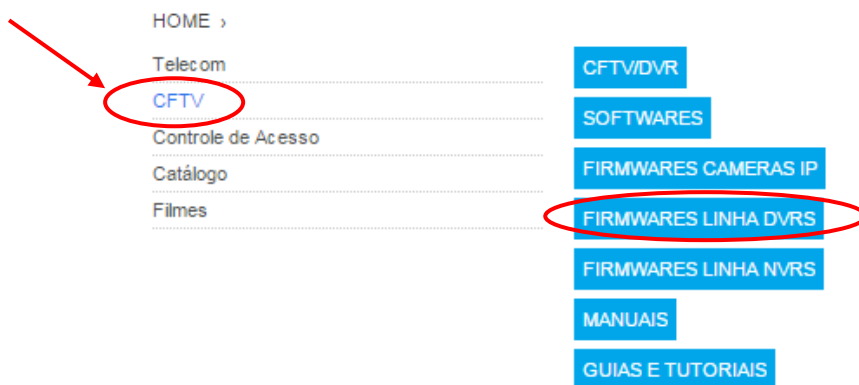 HOME ›
Telecom
CFTV
Controle de Acesso
Catálogo
Filmes
CFTV/DVR
SOFTWARES
FIRMWARES CAMERAS IP
FIRMWARES LINHA DVRS
FIRMWARES LINHA NVRS
MANUAIS
GUIAS E TUTORIAIS